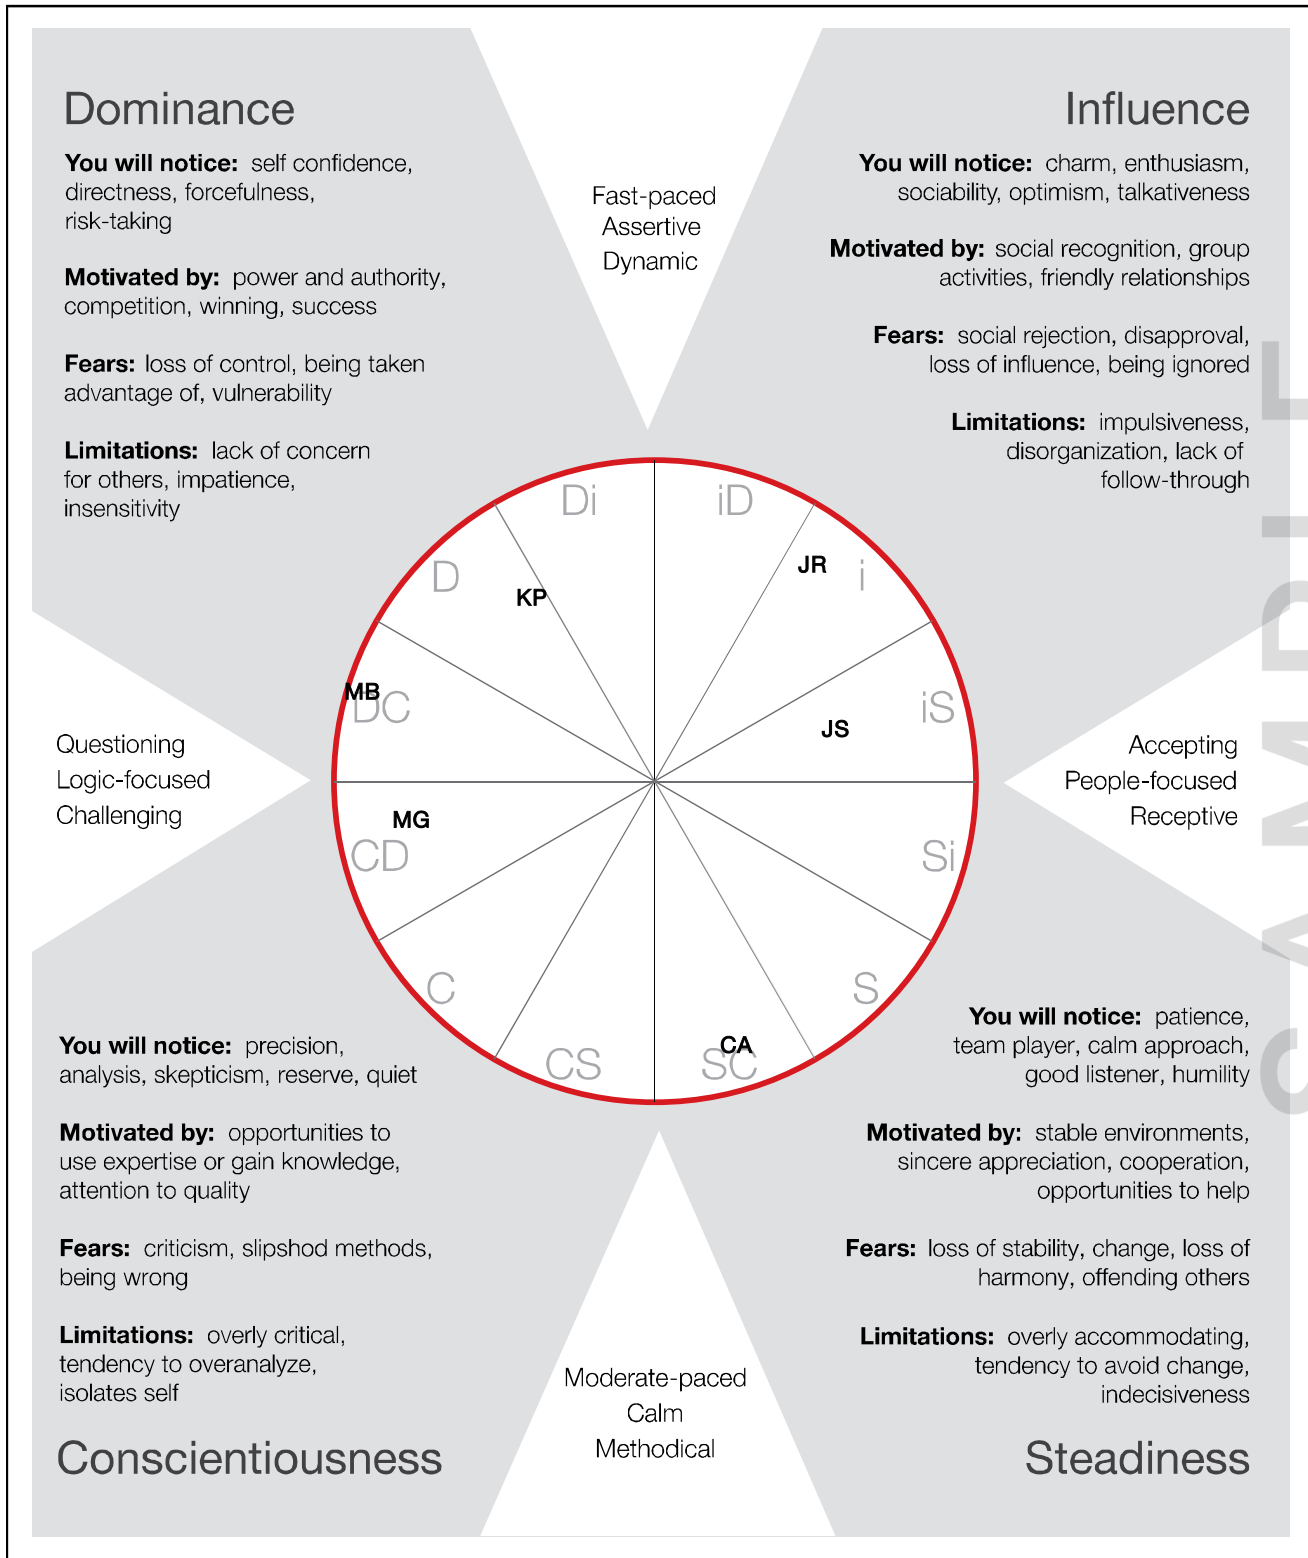 Dominance
You will notice: self confidence,
directness, forcefulness,
risk-taking
Motivated by: power and authority,
competition, winning, success
Fears: loss of control, being taken
advantage of, vulnerability
Limitations: lack of concern
for others, impatience,
insensitivity
Fast-paced
Assertive
Dynamic
Influence
You will notice: charm, enthusiasm,
sociability, optimism, talkativeness
Motivated by: social recognition, group
activities, friendly relationships
Fears: social rejection, disapproval,
loss of influence, being ignored
Limitations: impulsiveness,
disorganization, lack of
follow-through
Di
iD
D
KP
JR
i
MB
DC
JS
iS
MG
CD
Si
C
S
CS
CA
SC
Questioning
Logic-focused
Challenging
Accepting
People-focused
Receptive
You will notice: precision,
analysis, skepticism, reserve, quiet
Motivated by: opportunities to
use expertise or gain knowledge,
attention to quality
Fears: criticism, slipshod methods,
being wrong
Limitations: overly critical,
tendency to overanalyze,
isolates self
Conscientiousness
Moderate-paced
Calm
Methodical
You will notice: patience,
team player, calm approach,
good listener, humility
Motivated by: stable environments,
sincere appreciation, cooperation,
opportunities to help
Fears: loss of stability, change, loss of
harmony, offending others
Limitations: overly accommodating,
tendency to avoid change,
indecisiveness
Steadiness
SAMPLE